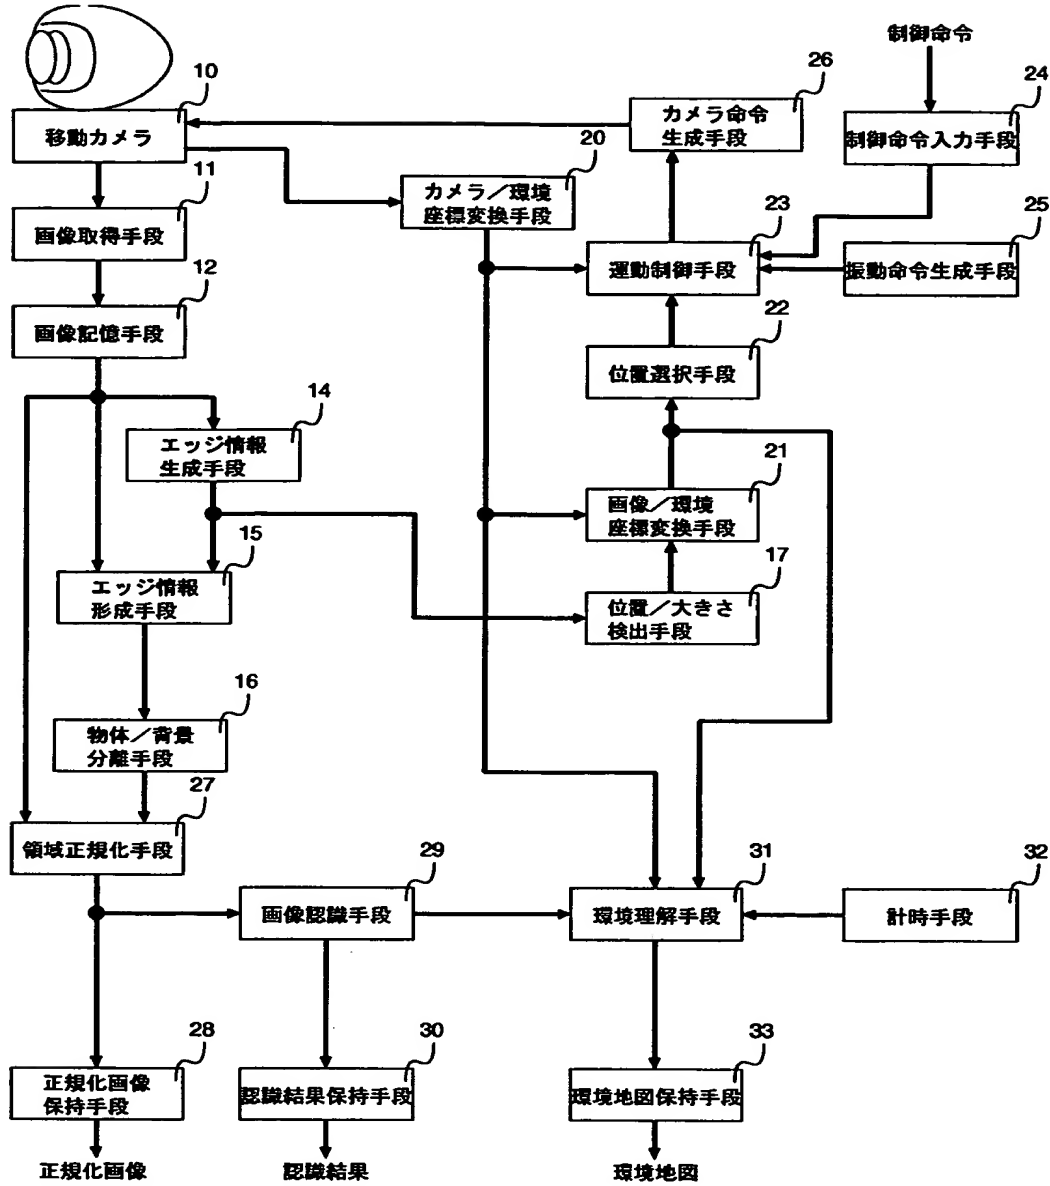 制御命令
10
移動カメラ
26
カメラ命令
生成手段
24
制御命令入力手段
20
カメラ／環境
座標変換手段
11
画像取得手段
23
運動制御手段
25
振動命令生成手段
12
画像記憶手段
22
位置選択手段
14
エッジ情報
生成手段
21
画像／環境
座標変換手段
15
エッジ情報
形成手段
17
位置／大きさ
検出手段
16
物体／背景
分離手段
27
領域正規化手段
29
画像認識手段
31
環境理解手段
32
計時手段
28
正規化画像
保持手段
30
認識結果保持手段
33
環境地図保持手段
正規化画像
認識結果
環境地図